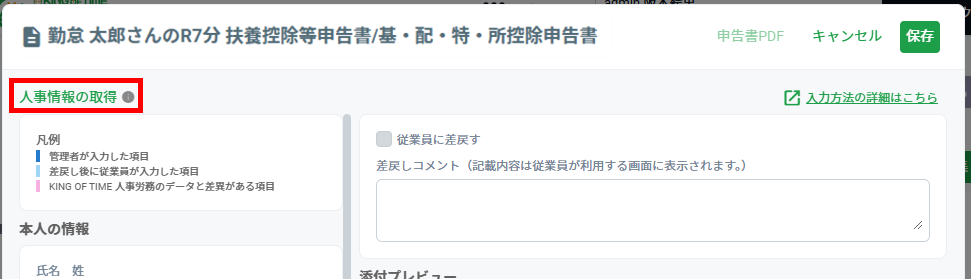 勤怠 太郎さんのR7分 扶養控除等申告書/基・配・特・所控除申告書
申告書PDF
キャンセル
保存
人事情報の取得
入力方法の詳細はこちら
凡例
管理者が入力した項目
差戻し後に従業員が入力した項目
KING OF TIME 人事労務のデータと差異がある項目
本人の情報
氏名　姓
従業員に差戻す
差戻しコメント（記載内容は従業員が利用する画面に表示されます。）
添付プレビュー